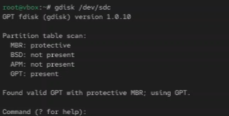 root@vbox:~# gdisk /dev/sdc
GPT fdisk (gdisk) version 1.0.10
Partition table scan:
MBR: protective
BSD: not present
APM: not present
GPT: present
Found valid GPT with protective MBR; using GPT.
Command (? for help):